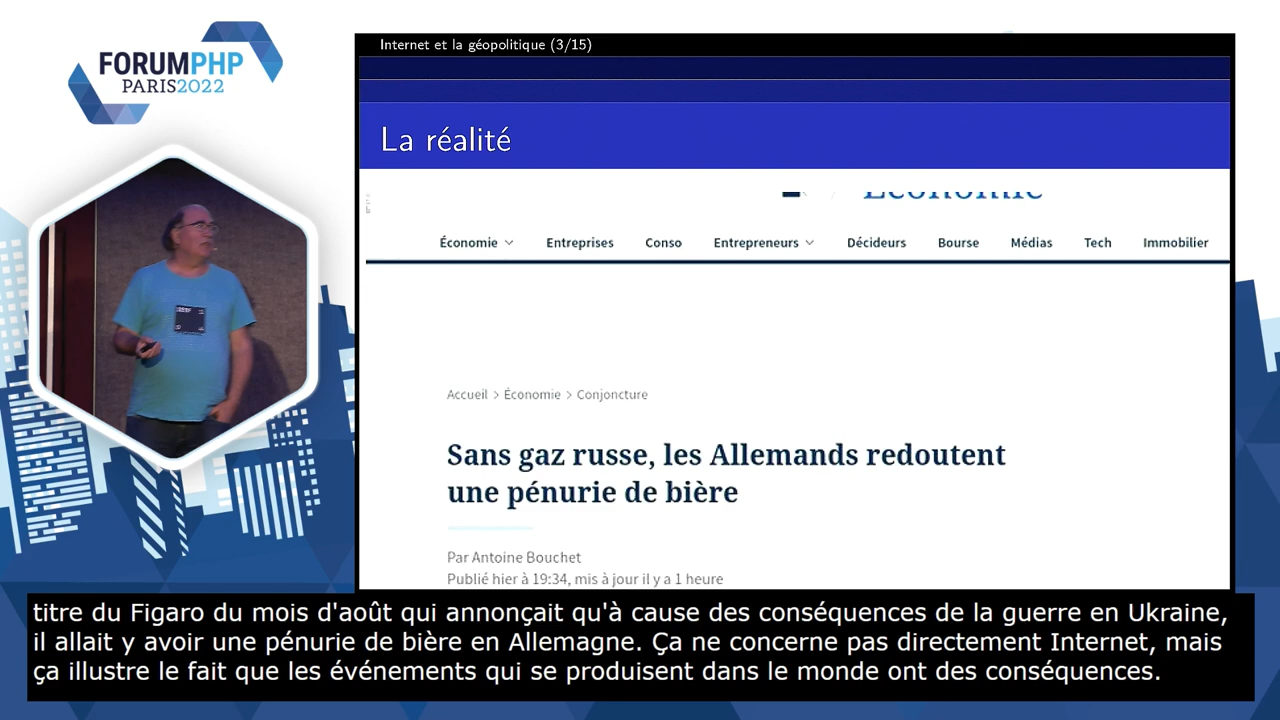 FORUMPHP
PARIS2022
Internet et la géopolitique (3/15)
La réalité
Économie
Économie Entreprises Conso Entrepreneurs Décideurs Bourse Médias Tech Immobilier
Accueil > Économie > Conjoncture
Sans gaz russe, les Allemands redoutent
une pénurie de bière
Par Antoine Bouchet
Publié hier à 19:34, mis à jour il y a 1 heure
titre du Figaro du mois d'août qui annonçait qu'à cause des conséquences de la guerre en Ukraine,
il allait y avoir une pénurie de bière en Allemagne. Ça ne concerne pas directement Internet, mais
ça illustre le fait que les événements qui se produisent dans le monde ont des conséquences.